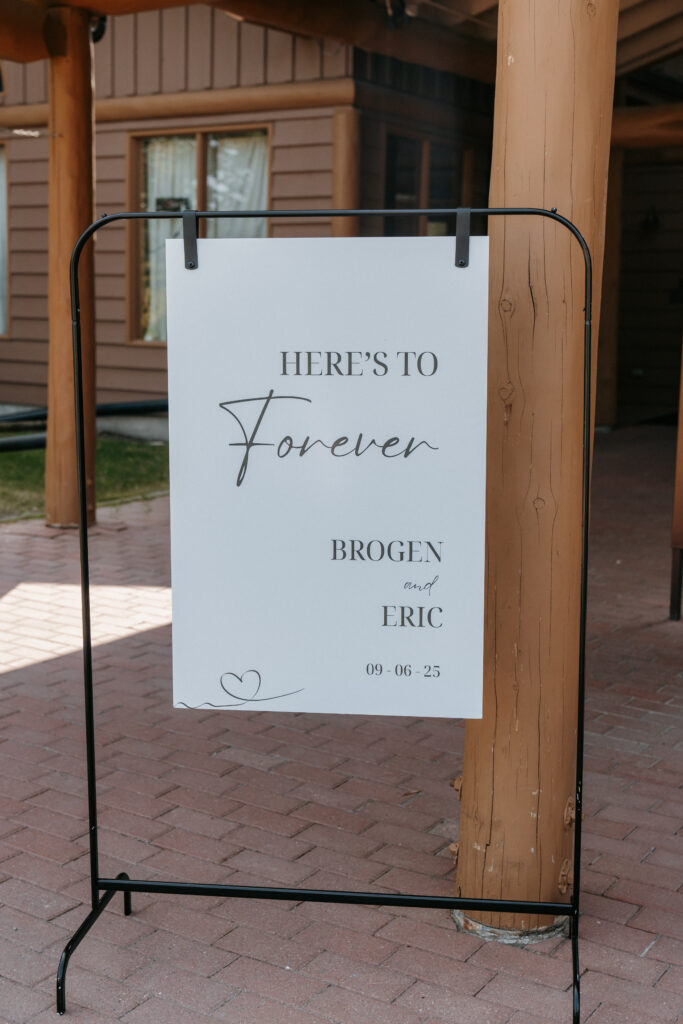 HERE'S TO
Forever
BROGEN
and
ERIC
09-06-25